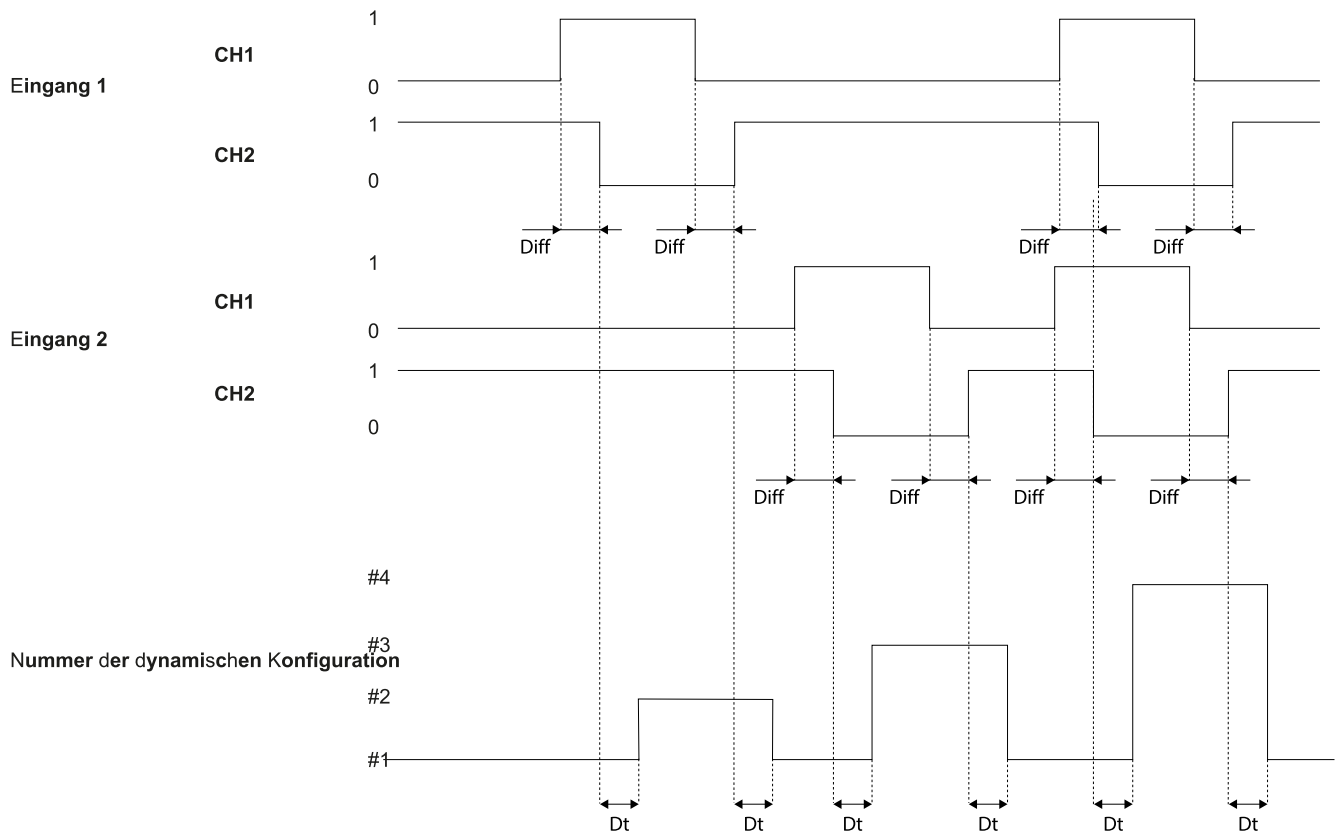 1
CH1
Eingang 1
0
1
CH2
0
Diff Diff Diff Diff
1
CH1
0
Eingang 2
1
CH2
0
Diff Diff Diff Diff
#4
#3
Nummer der dynamischen Konfiguration
#2
#1
Dt Dt Dt Dt Dt Dt